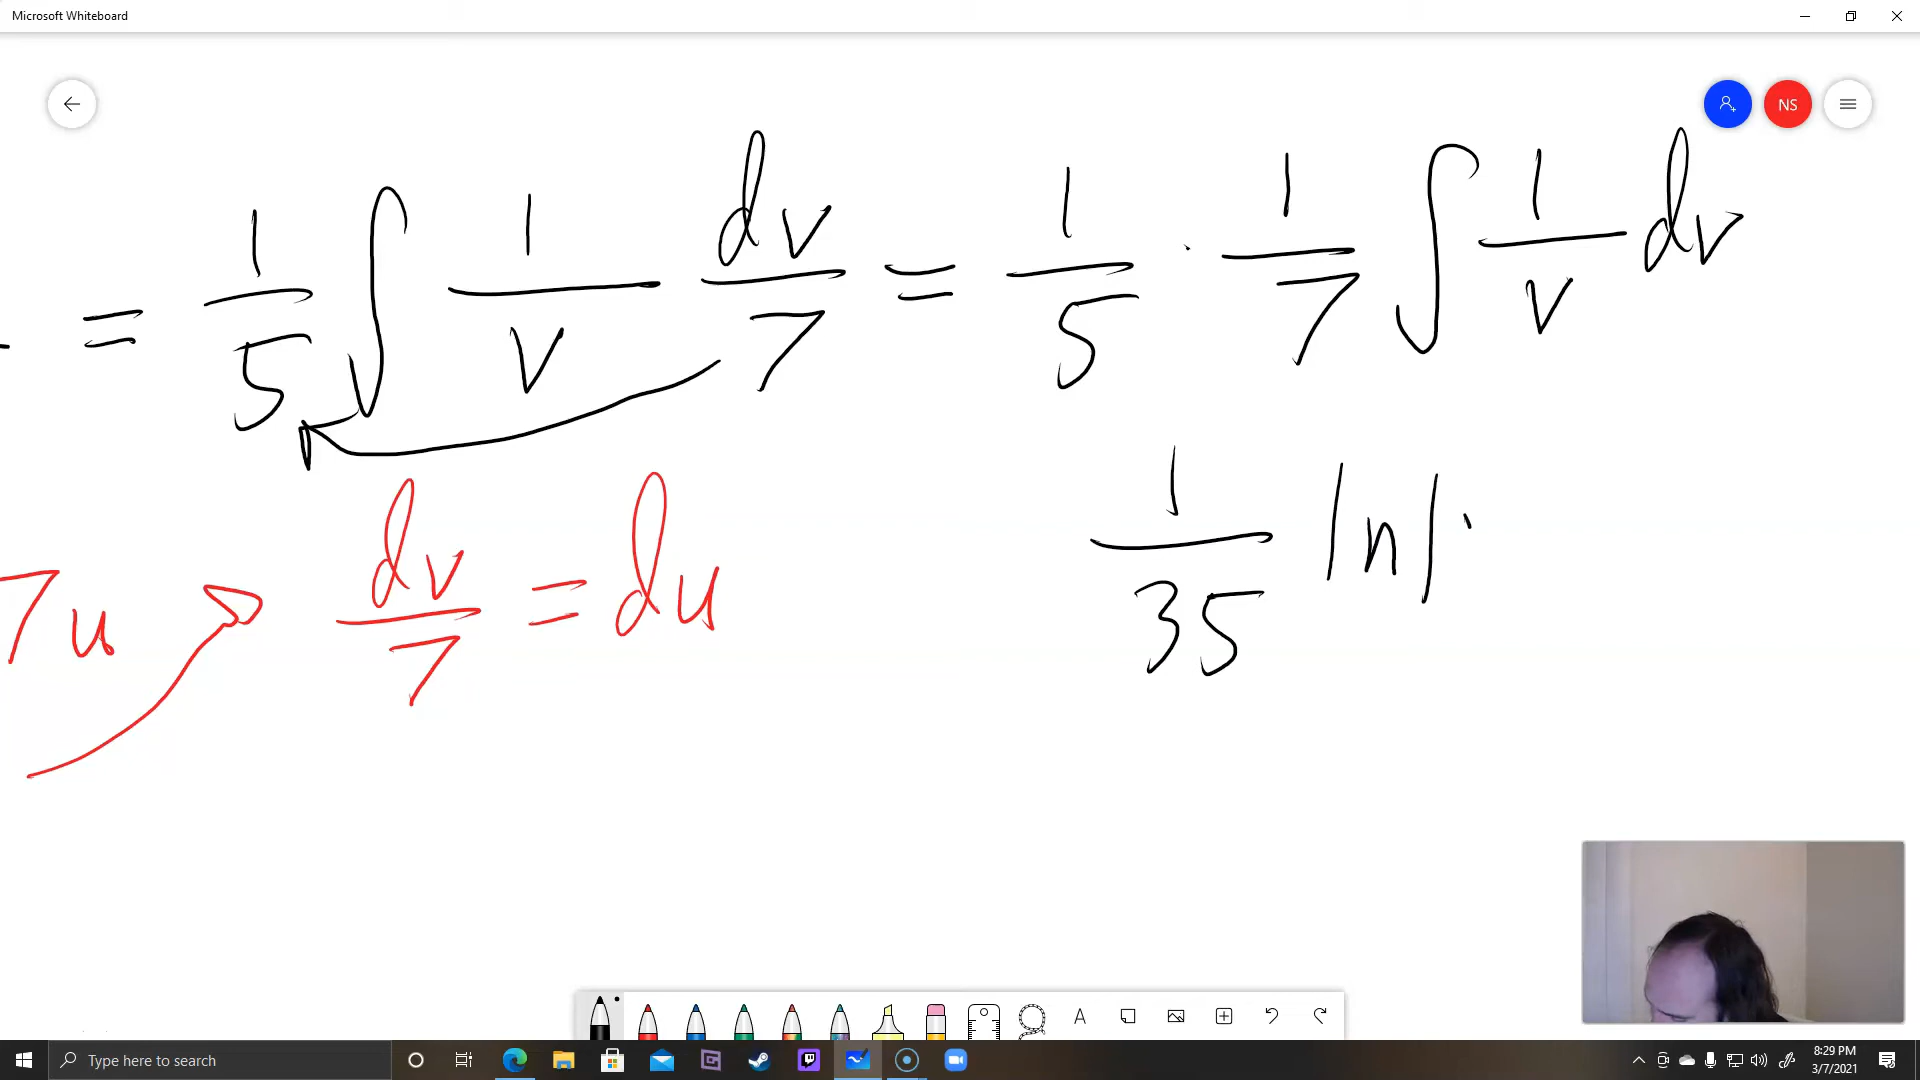 Microsoft Whiteboard
NS
= 1/5 ∫ 1/v dv/7 = 1/5 · 1/7 ∫ 1/v dv
1/35 ln|
7u dv/7 = du
A
Type here to search
8:29 PM
3/7/2021